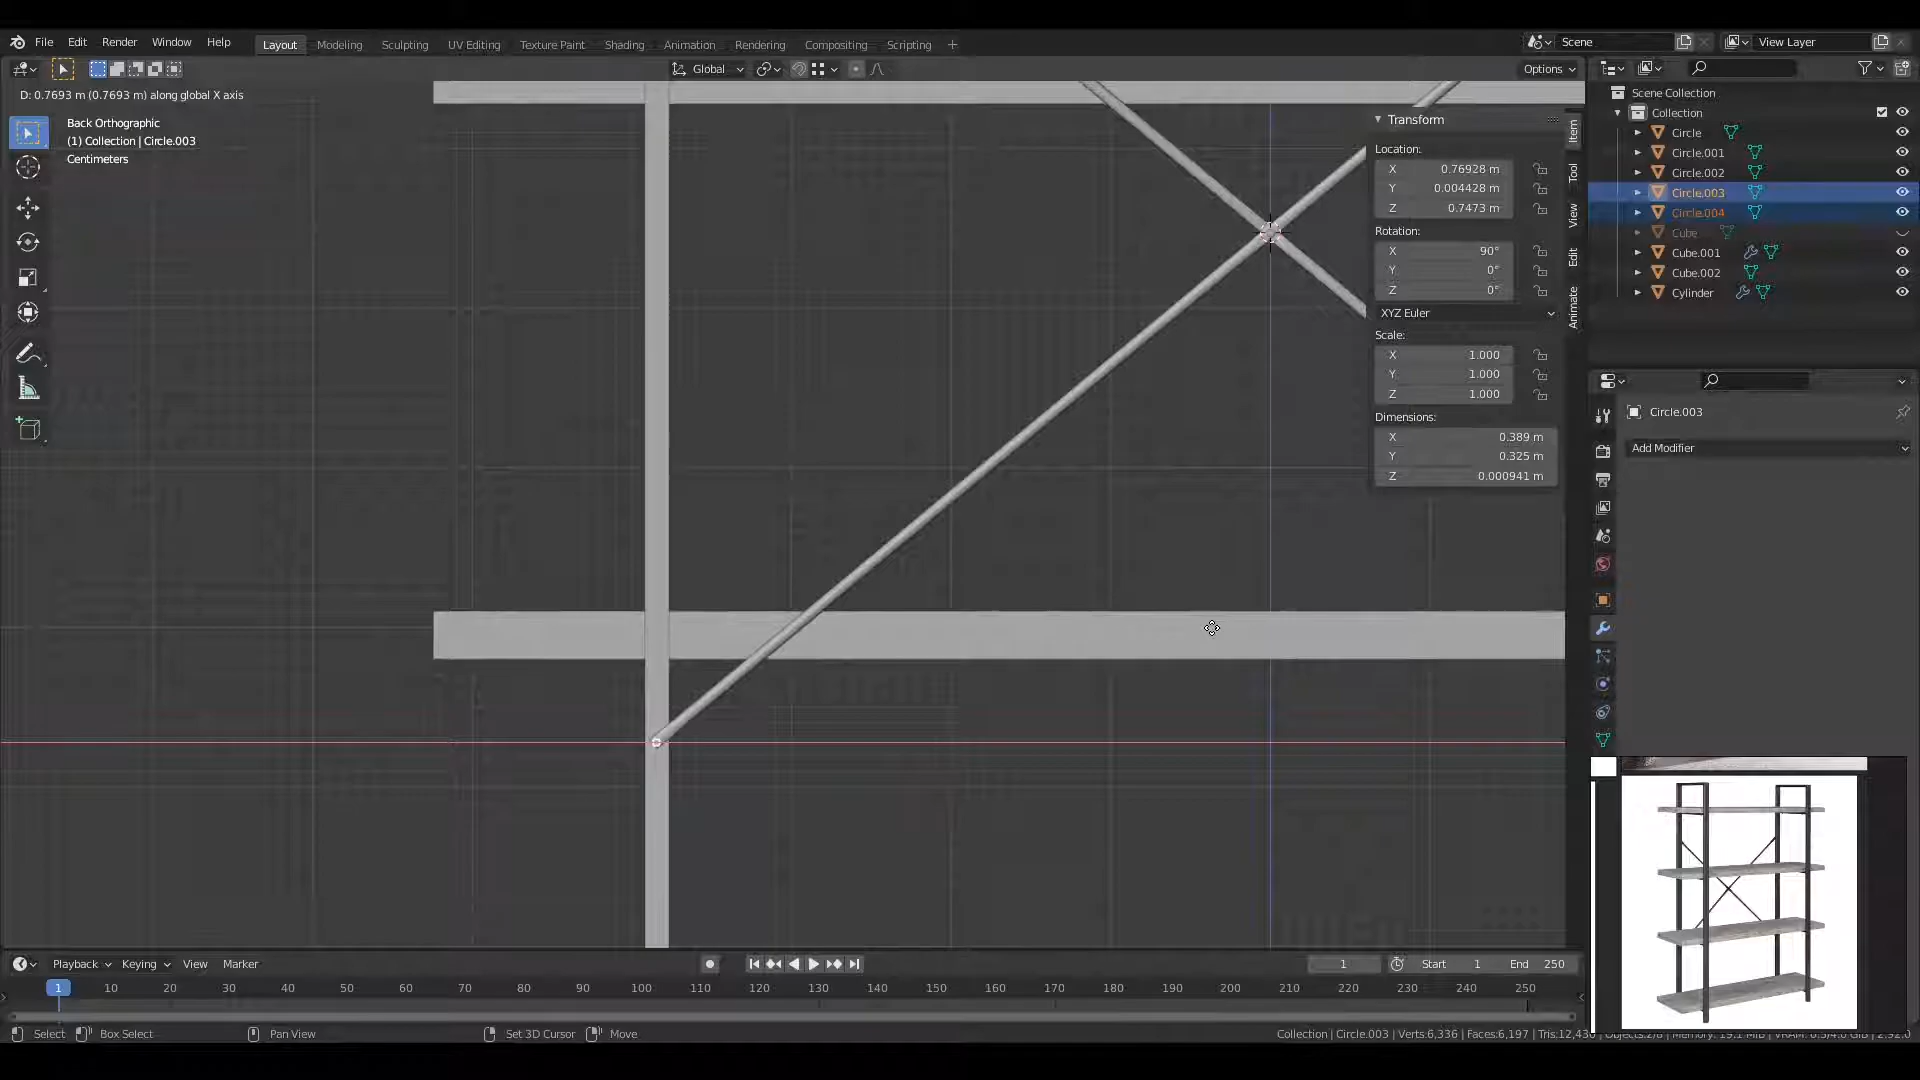 File Edit Render Window Help
Layout Modeling Sculpting UV Editing Texture Paint Shading Animation Rendering Compositing Scripting +
Scene View Layer
Global Options
D: 0.7693 m (0.7693 m) along global X axis
Back Orthographic
(1) Collection | Circle.003
Centimeters
Transform
Location:
X 0.76928 m
Y 0.004428 m
Z 0.7473 m
Rotation:
X 90°
Y 0°
Z 0°
XYZ Euler
Scale:
X 1.000
Y 1.000
Z 1.000
Dimensions:
X 0.389 m
Y 0.325 m
Z 0.000941 m
Item
Tool
View
Edit
Animate
Scene Collection
Collection
Circle
Circle.001
Circle.002
Circle.003
Circle.004
Cube
Cube.001
Cube.002
Cylinder
Circle.003
Add Modifier
Playback Keying View Marker
1 Start 1 End 250
1 10 20 30 40 50 60 70 80 90 100 110 120 130 140 150 160 170 180 190 200 210 220 230 240 250
Select Box Select Pan View Set 3D Cursor Move
Collection | Circle.003 | Verts:6,336 | Faces:6,197 | Tris:12,430